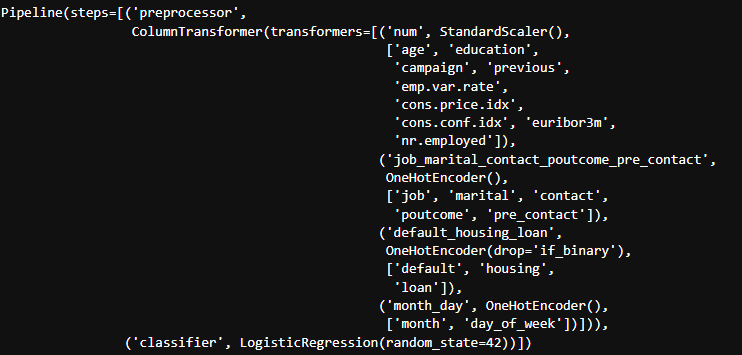 Pipeline(steps=[('preprocessor',
ColumnTransformer(transformers=[('num', StandardScaler(),
['age', 'education',
'campaign', 'previous',
'emp.var.rate',
'cons.price.idx',
'cons.conf.idx', 'euribor3m',
'nr.employed']),
('job_marital_contact_poutcome_pre_contact',
OneHotEncoder(),
['job', 'marital', 'contact',
'poutcome', 'pre_contact']),
('default_housing_loan',
OneHotEncoder(drop='if_binary'),
['default', 'housing',
'loan']),
('month_day', OneHotEncoder(),
['month', 'day_of_week'])])),
('classifier', LogisticRegression(random_state=42))])